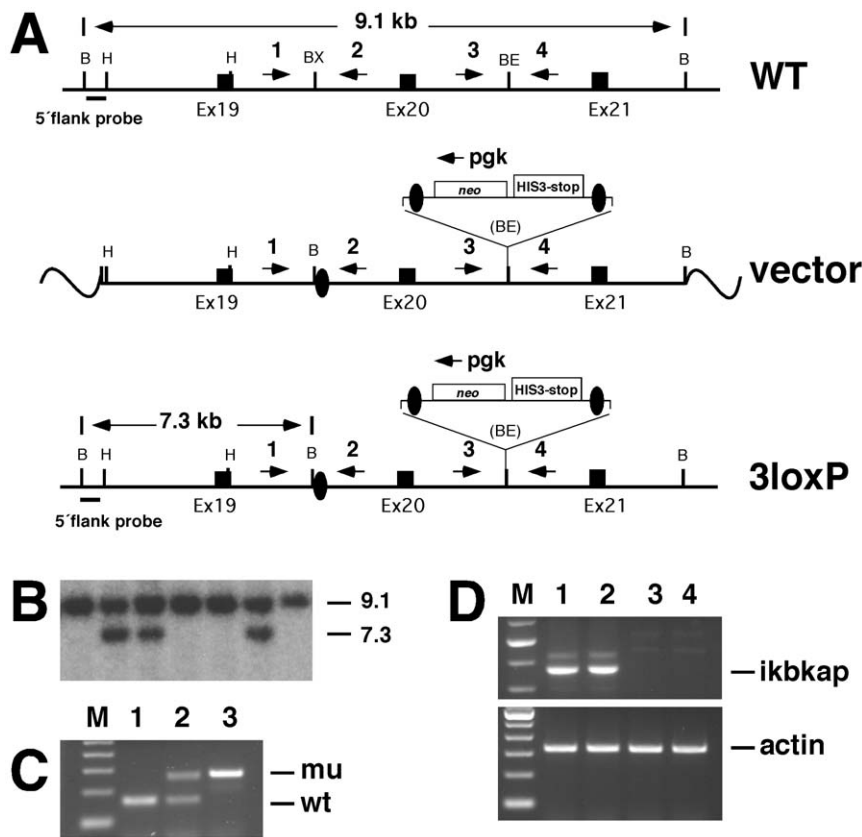 A
9.1 kb
B H H 1 BX 2 3 BE 4 B
WT
5´flank probe
Ex19 Ex20 Ex21
pgk
neo HIS3-stop
(BE)
H H 1 B 2 3 4 B
vector
Ex19 Ex20 Ex21
pgk
neo HIS3-stop
7.3 kb
(BE)
B H H 1 B 2 3 4 B
3loxP
Ex19 Ex20 Ex21
5´flank probe
B
9.1
7.3
C
M 1 2 3
mu
wt
D
M 1 2 3 4
ikbkap
actin